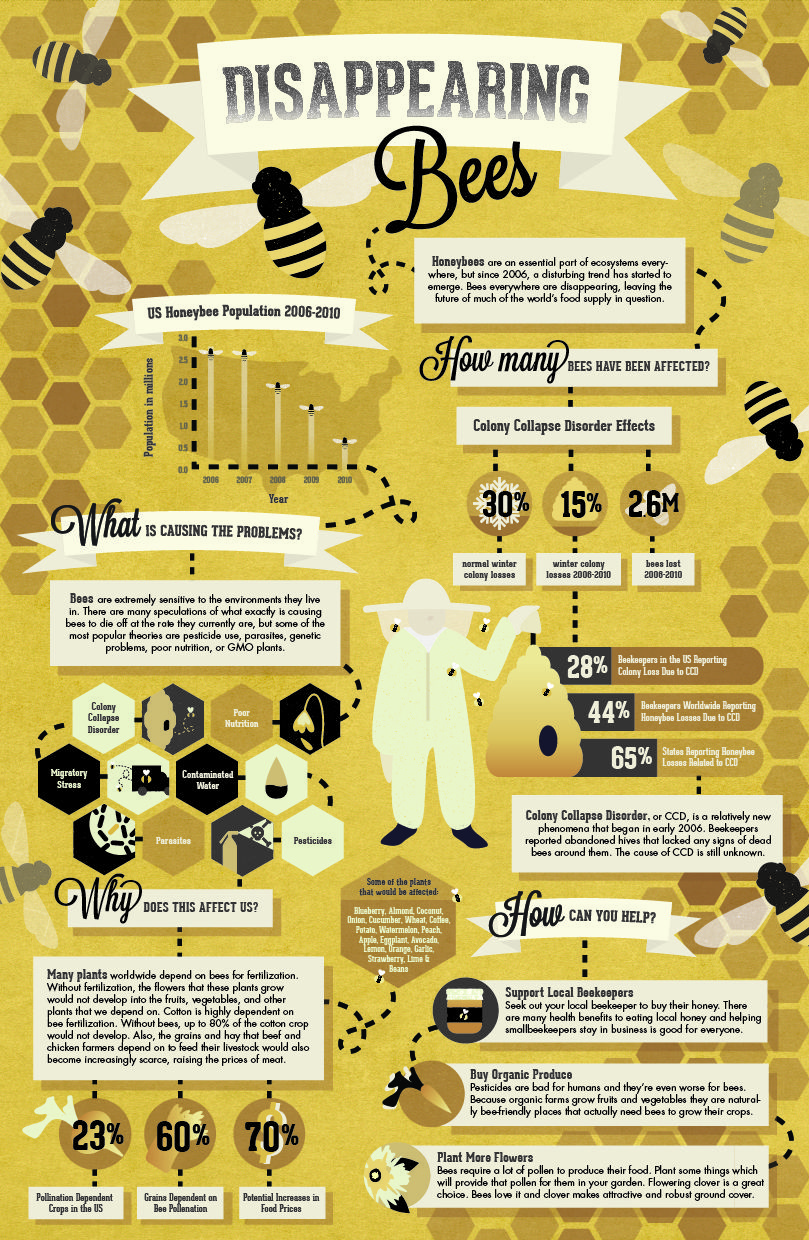 DISAPPEARING
Bees
Honeybees are an essential part of ecosystems every-
where, but since 2006, a disturbing trend has started to
emerge. Bees everywhere are disappearing, leaving the
future of much of the world's food supply in question.
US Honeybee Population 2006-2010
Population in millions
3.0
2.5
2.0
1.5
1.0
0.5
0.0
2006 2007 2008 2009 2010
Year
How many BEES HAVE BEEN AFFECTED?
Colony Collapse Disorder Effects
30% 15% 2.6M
normal winter
colony losses
winter colony
losses 2006-2010
bees lost
2006-2010
What IS CAUSING THE PROBLEMS?
Bees are extremely sensitive to the environments they live
in. There are many speculations of what exactly is causing
bees to die off at the rate they currently are, but some of the
most popular theories are pesticide use, parasites, genetic
problems, poor nutrition, or GMO plants.
Colony
Collapse
Disorder
Poor
Nutrition
Migratory
Stress
Contaminated
Water
Parasites
Pesticides
28% Beekeepers in the US Reporting
Colony Loss Due to CCD
44% Beekeepers Worldwide Reporting
Honeybee Losses Due to CCD
65% States Reporting Honeybee
Losses Related to CCD
Colony Collapse Disorder, or CCD, is a relatively new
phenomena that began in early 2006. Beekeepers
reported abandoned hives that lacked any signs of dead
bees around them. The cause of CCD is still unknown.
Why DOES THIS AFFECT US?
Many plants worldwide depend on bees for fertilization.
Without fertilization, the flowers that these plants grow
would not develop into the fruits, vegetables, and other
plants that we depend on. Cotton is highly dependent on
bee fertilization. Without bees, up to 80% of the cotton crop
would not develop. Also, the grains and hay that beef and
chicken farmers depend on to feed their livestock would also
become increasingly scarce, raising the prices of meat.
23% 60% 70%
Pollination Dependent
Crops in the US
Grains Dependent on
Bee Pollenation
Potential Increases in
Food Prices
Some of the plants
that would be affected:
Blueberry, Almond, Coconut,
Onion, Cucumber, Wheat, Coffee,
Potato, Watermelon, Peach,
Apple, Eggplant, Avocado,
Lemon, Orange, Garlic,
Strawberry, Lime &
Beans
How CAN YOU HELP?
Support Local Beekeepers
Seek out your local beekeeper to buy their honey. There
are many health benefits to eating local honey and helping
smallbeekeepers stay in business is good for everyone.
Buy Organic Produce
Pesticides are bad for humans and they're even worse for bees.
Because organic farms grow fruits and vegetables they are natural-
ly bee-friendly places that actually need bees to grow their crops.
Plant More Flowers
Bees require a lot of pollen to produce their food. Plant some things which
will provide that pollen for them in your garden. Flowering clover is a great
choice. Bees love it and clover makes attractive and robust ground cover.